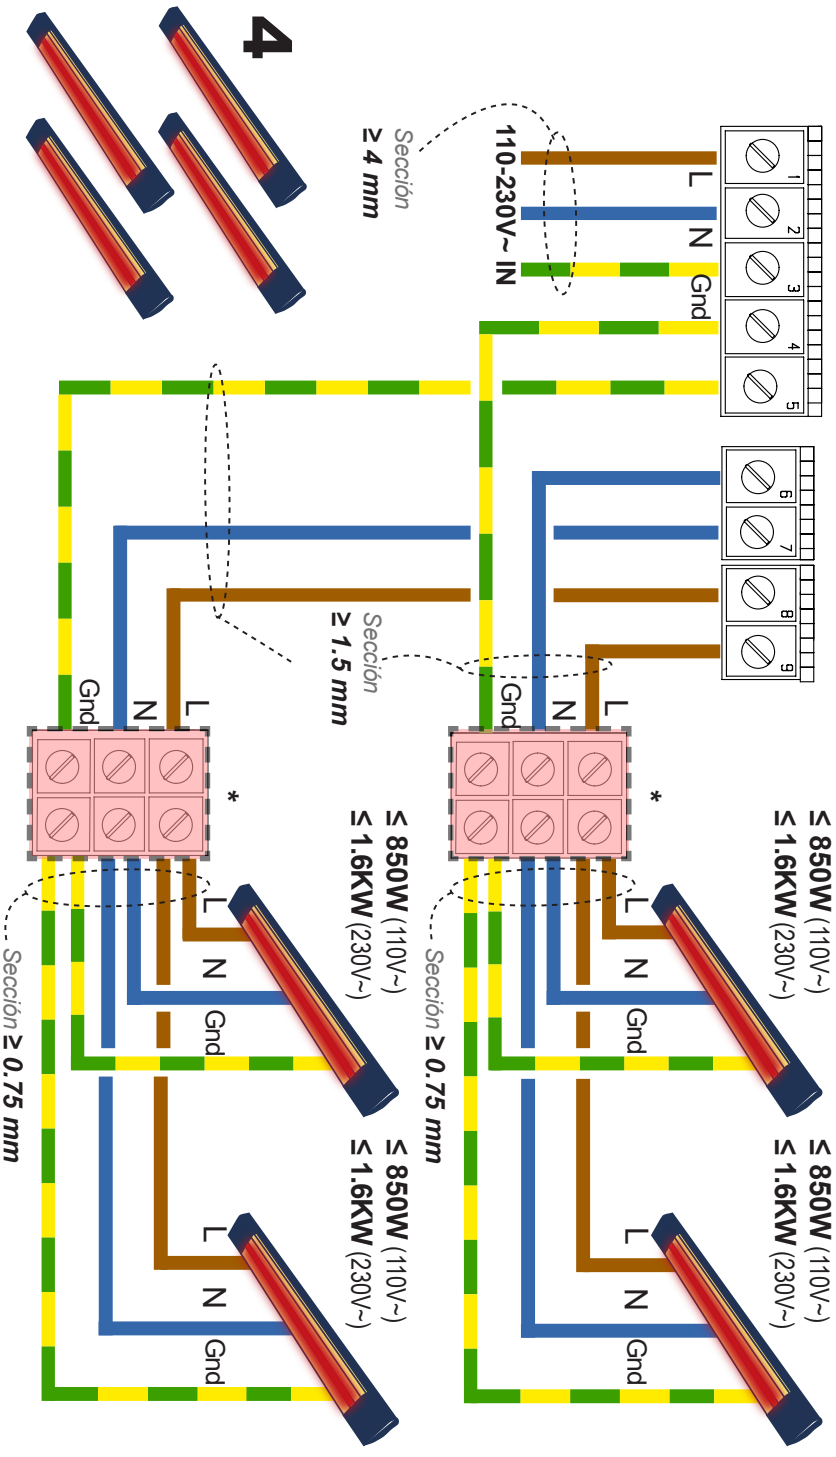 4
1
2
3
4
5
6
7
8
9
L
N
Gnd
110-230V~ IN
Sección
≥ 4 mm
Sección
≥ 1.5 mm
L
N
Gnd
*
L
N
Gnd
*
≤ 850W (110V~)
≤ 1.6KW (230V~)
L
N
Gnd
≤ 850W (110V~)
≤ 1.6KW (230V~)
L
N
Gnd
Sección ≥ 0.75 mm
≤ 850W (110V~)
≤ 1.6KW (230V~)
L
N
Gnd
≤ 850W (110V~)
≤ 1.6KW (230V~)
L
N
Gnd
Sección ≥ 0.75 mm